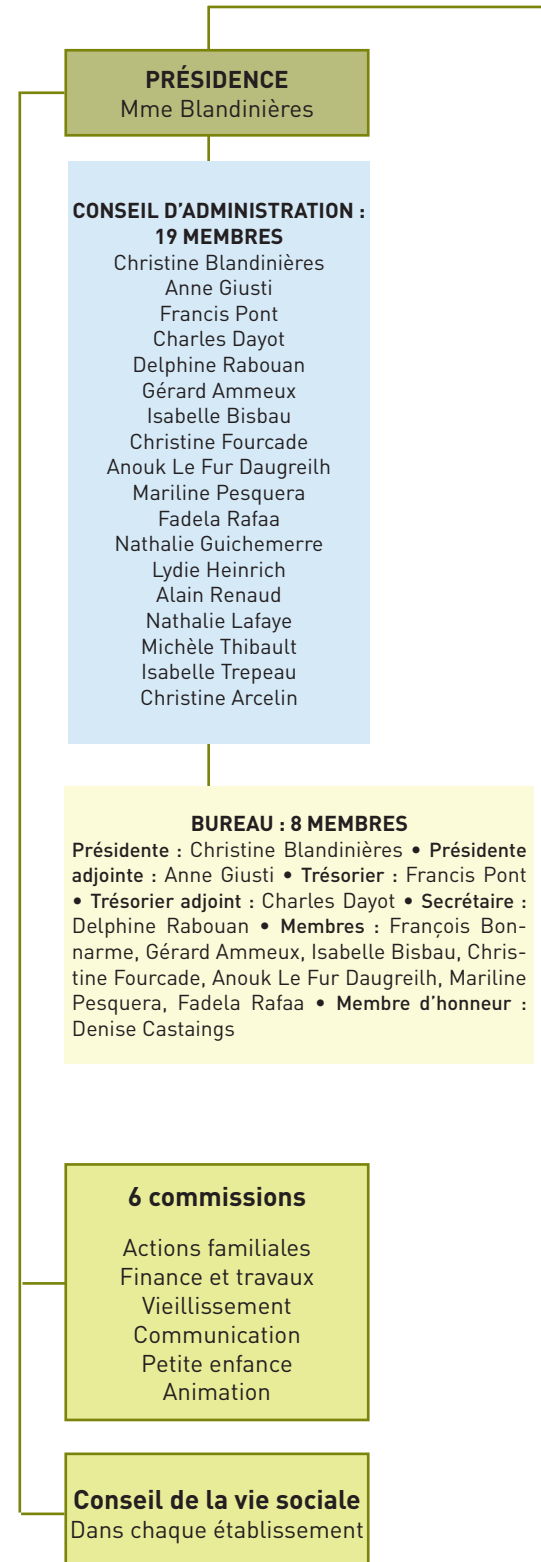 PRÉSIDENCE
Mme Blandinières
CONSEIL D’ADMINISTRATION :
19 MEMBRES
Christine Blandinières
Anne Giusti
Francis Pont
Charles Dayot
Delphine Rabouan
Gérard Ammeux
Isabelle Bisbau
Christine Fourcade
Anouk Le Fur Daugreilh
Mariline Pesquera
Fadela Rafaa
Nathalie Guichemerre
Lydie Heinrich
Alain Renaud
Nathalie Lafaye
Michèle Thibault
Isabelle Trepeau
Christine Arcelin
BUREAU : 8 MEMBRES
Présidente : Christine Blandinières • Présidente
adjointe : Anne Giusti • Trésorier : Francis Pont
• Trésorier adjoint : Charles Dayot • Secrétaire :
Delphine Rabouan • Membres : François Bon-
narme, Gérard Ammeux, Isabelle Bisbau, Chris-
tine Fourcade, Anouk Le Fur Daugreilh, Mariline
Pesquera, Fadela Rafaa • Membre d’honneur :
Denise Castaings
6 commissions
Actions familiales
Finance et travaux
Vieillissement
Communication
Petite enfance
Animation
Conseil de la vie sociale
Dans chaque établissement